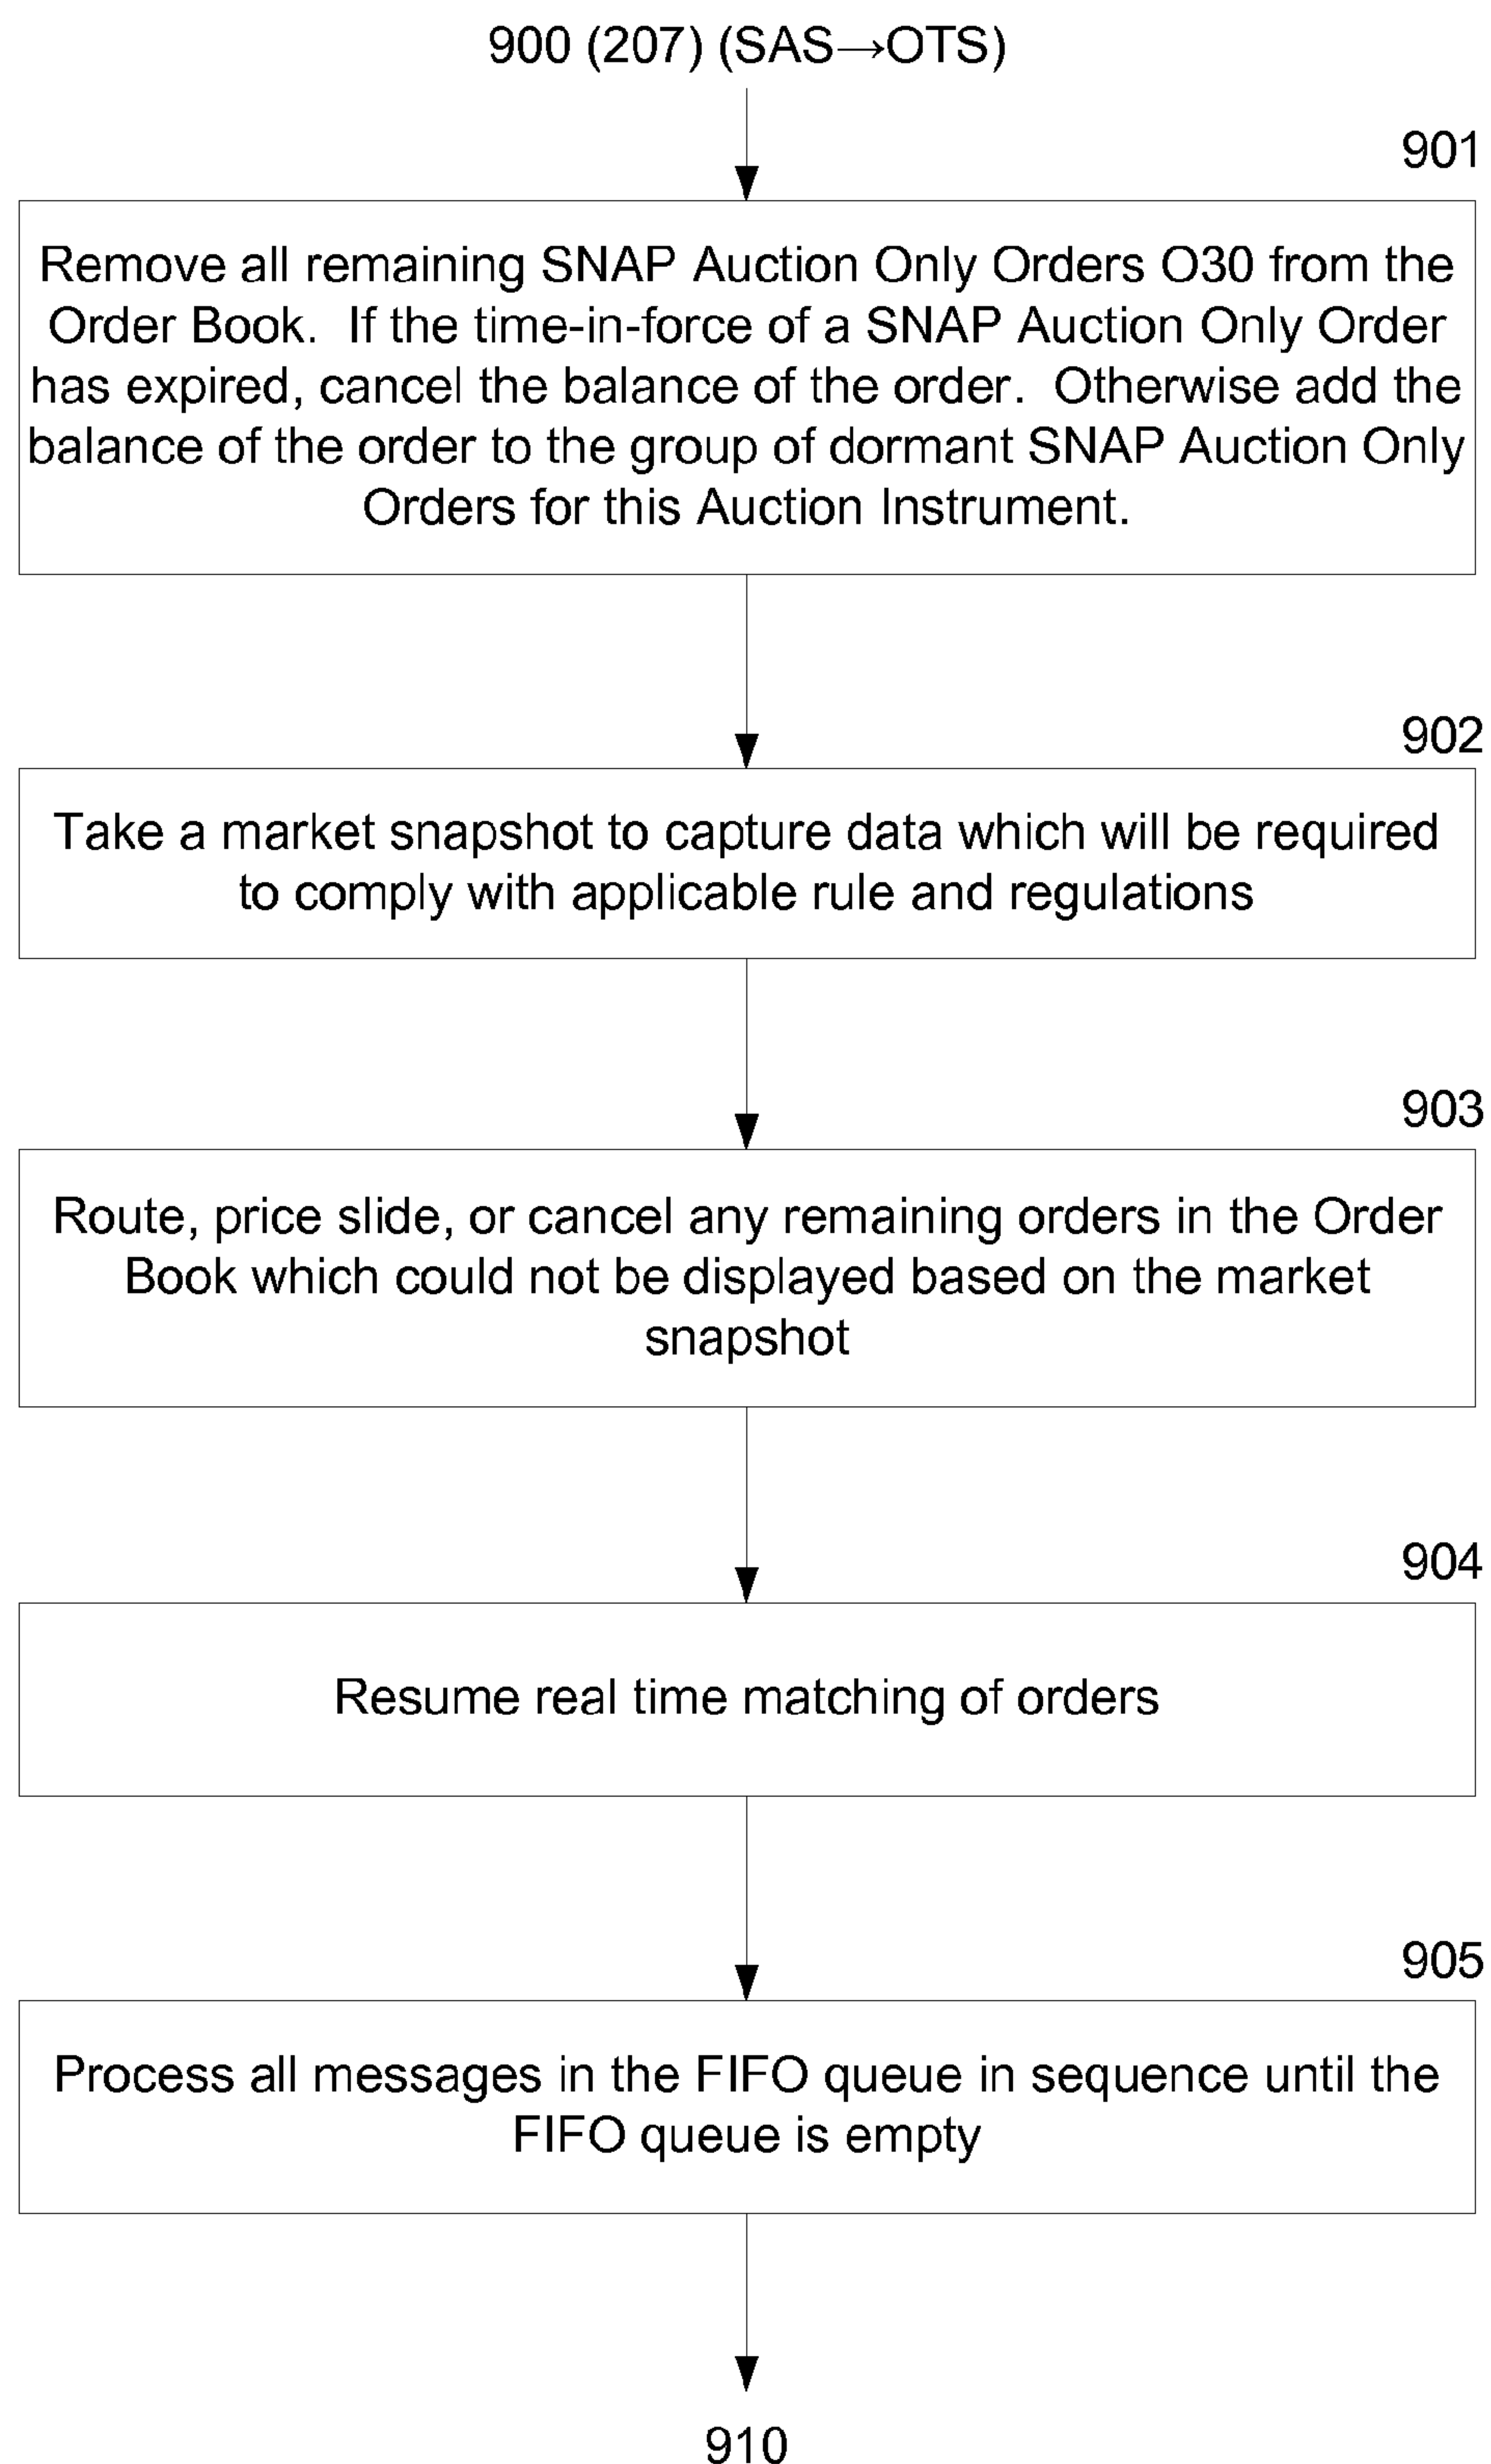 900 (207) (SAS→OTS)
901
Remove all remaining SNAP Auction Only Orders O30 from the
Order Book.  If the time-in-force of a SNAP Auction Only Order
has expired, cancel the balance of the order.  Otherwise add the
balance of the order to the group of dormant SNAP Auction Only
Orders for this Auction Instrument.
902
Take a market snapshot to capture data which will be required
to comply with applicable rule and regulations
903
Route, price slide, or cancel any remaining orders in the Order
Book which could not be displayed based on the market
snapshot
904
Resume real time matching of orders
905
Process all messages in the FIFO queue in sequence until the
FIFO queue is empty
910